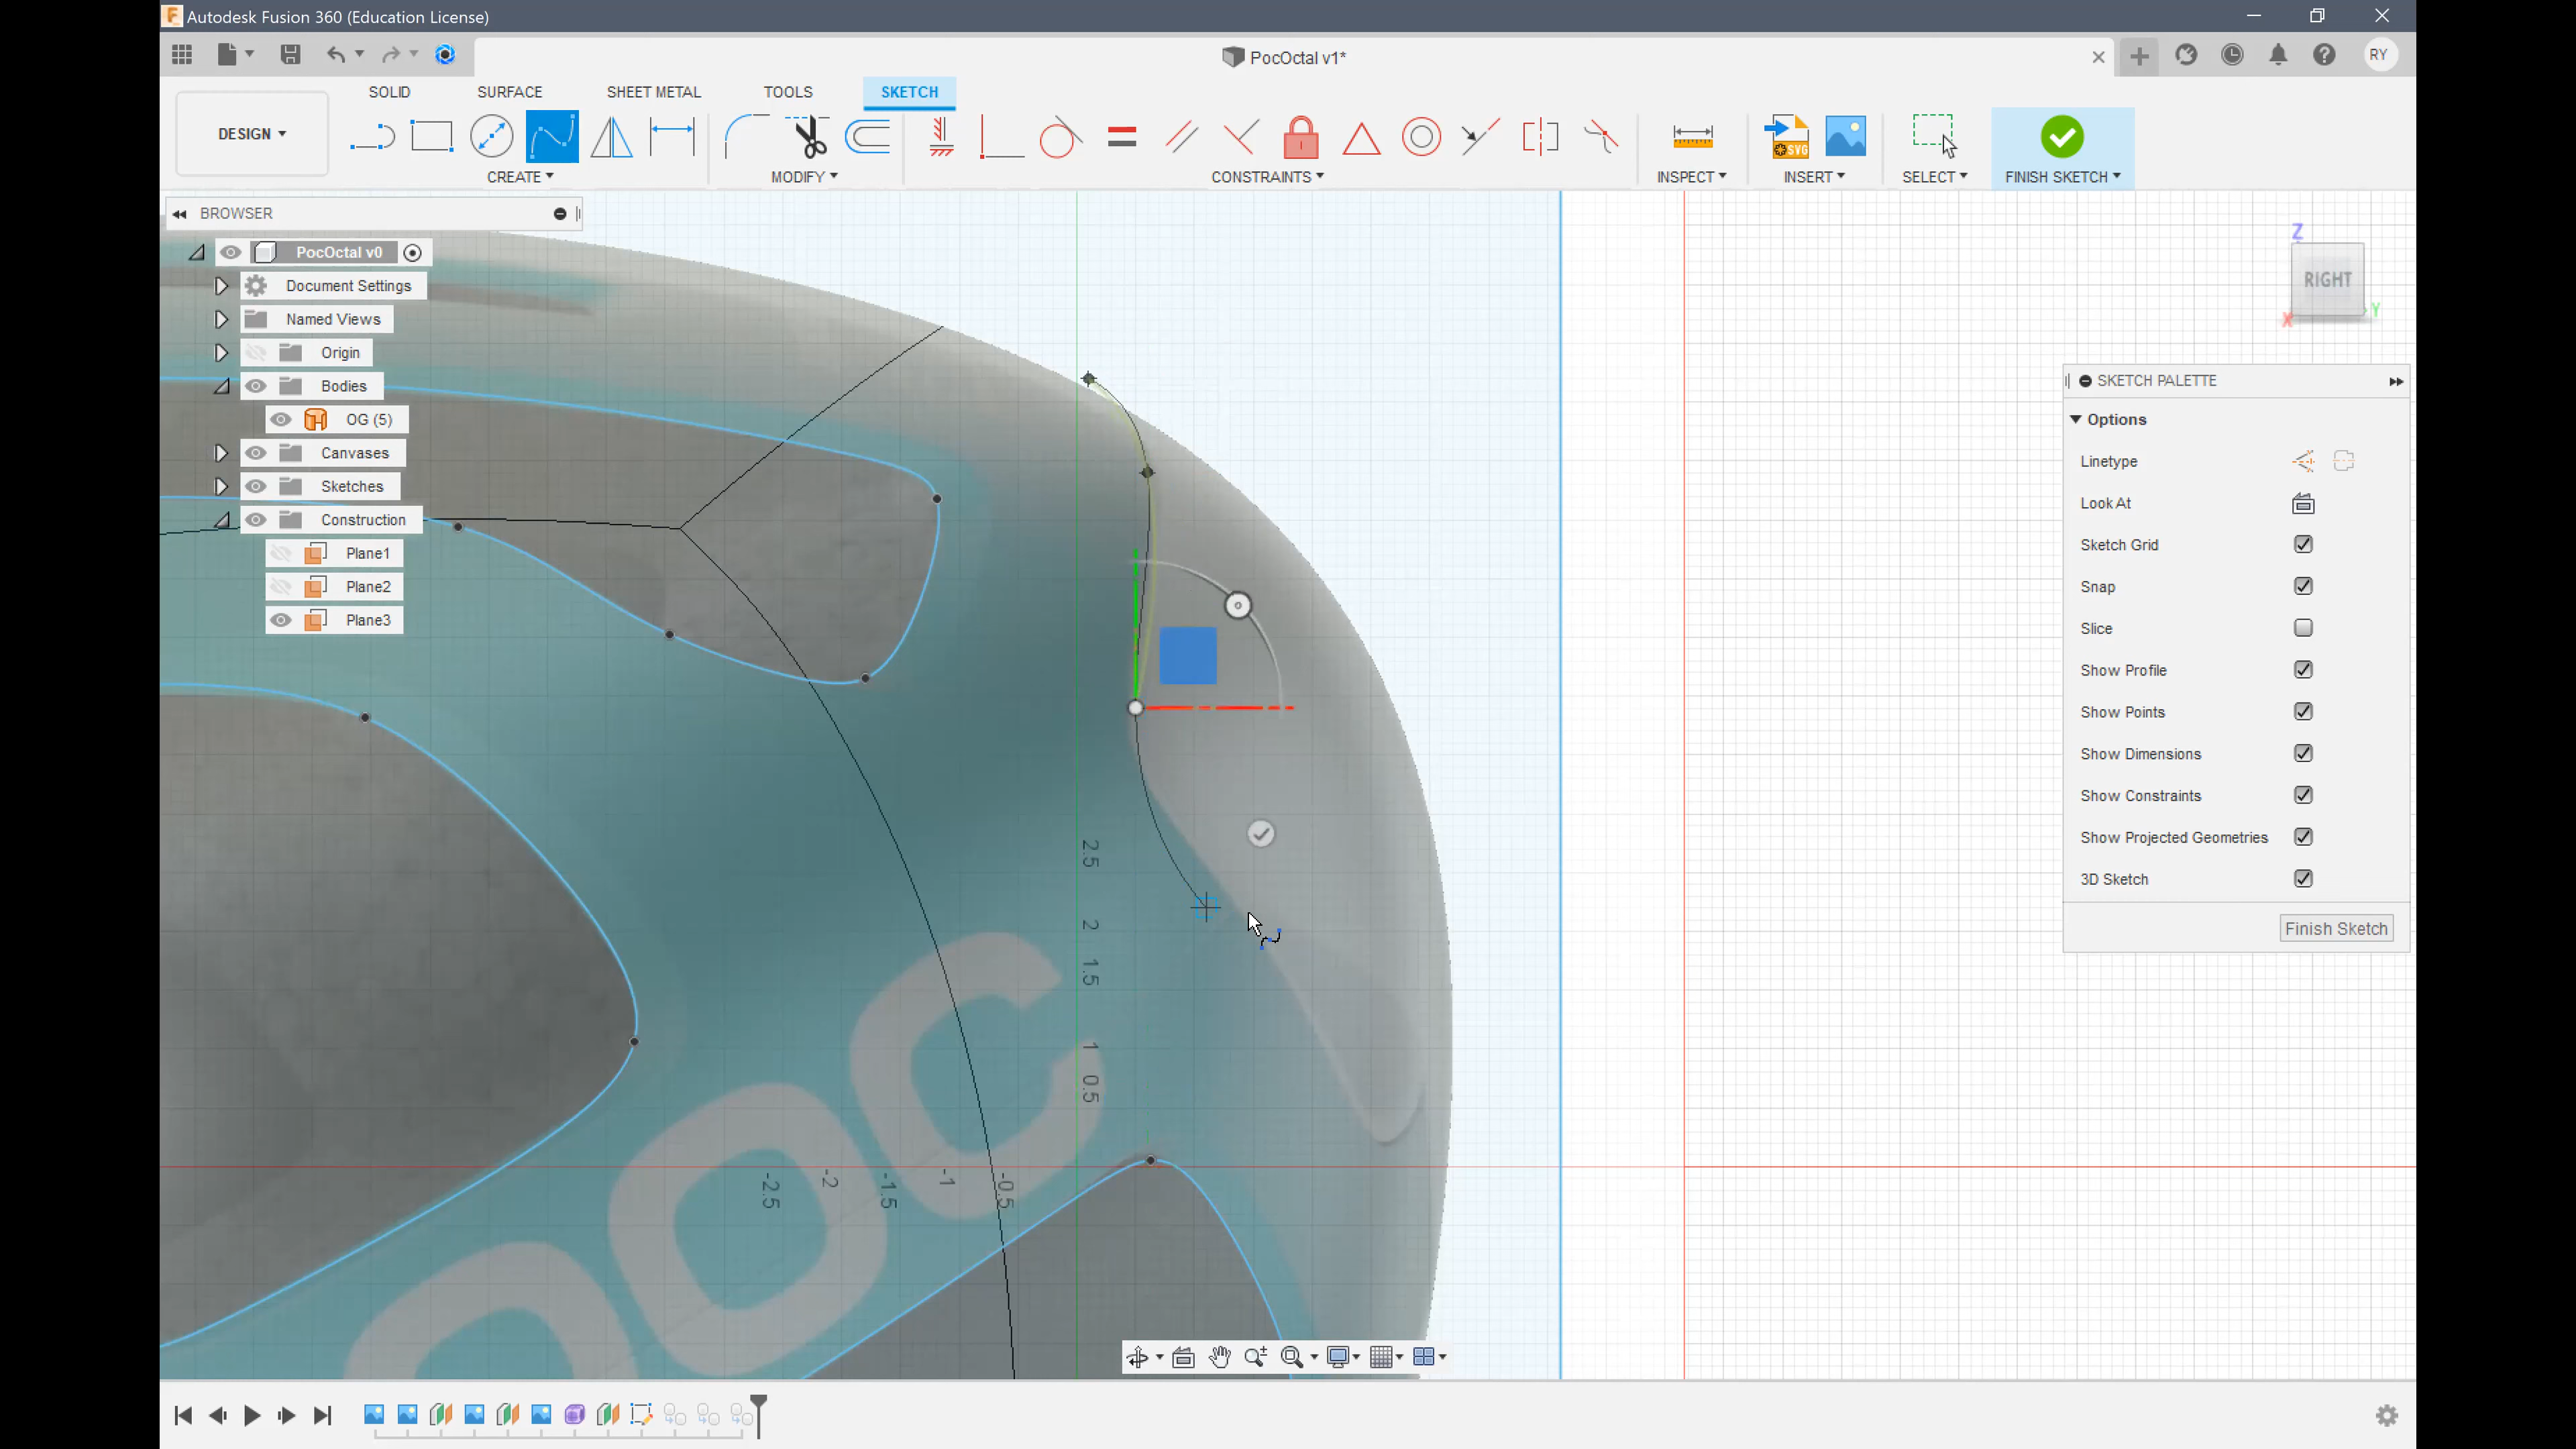 Autodesk Fusion 360 (Education License)
PocOctal v1*
RY
SOLID
SURFACE
SHEET METAL
TOOLS
SKETCH
DESIGN
SVG
CREATE
MODIFY
CONSTRAINTS
INSPECT
INSERT
SELECT
FINISH SKETCH
BROWSER
PocOctal v0
Document Settings
Named Views
Origin
Bodies
OG (5)
Canvases
Sketches
Construction
Plane1
Plane2
Plane3
Z
RIGHT
X
Y
SKETCH PALETTE
Options
Linetype
Look At
Sketch Grid
Snap
Slice
Show Profile
Show Points
Show Dimensions
Show Constraints
Show Projected Geometries
3D Sketch
Finish Sketch
2.5
2
1.5
1
0.5
-2.5
-2
-1.5
-1
-0.5
POC